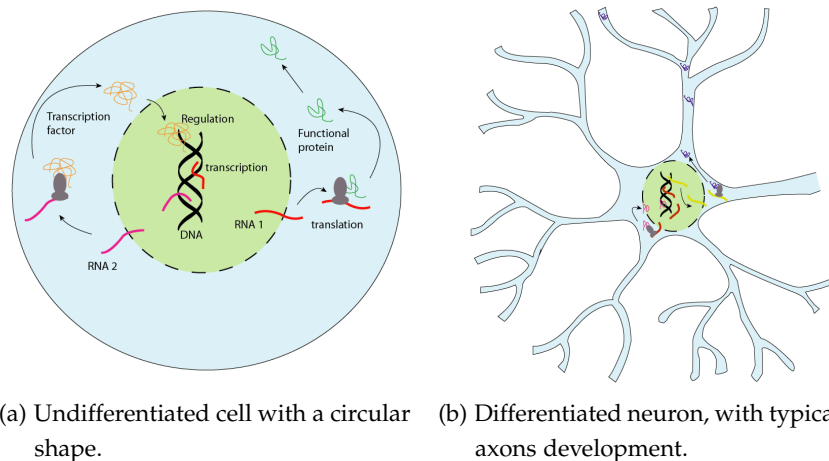 Transcription
factor
Regulation
transcription
Functional
protein
RNA 1
translation
DNA
RNA 2
(a) Undifferentiated cell with a circular
shape.
(b) Differentiated neuron, with typica
axons development.